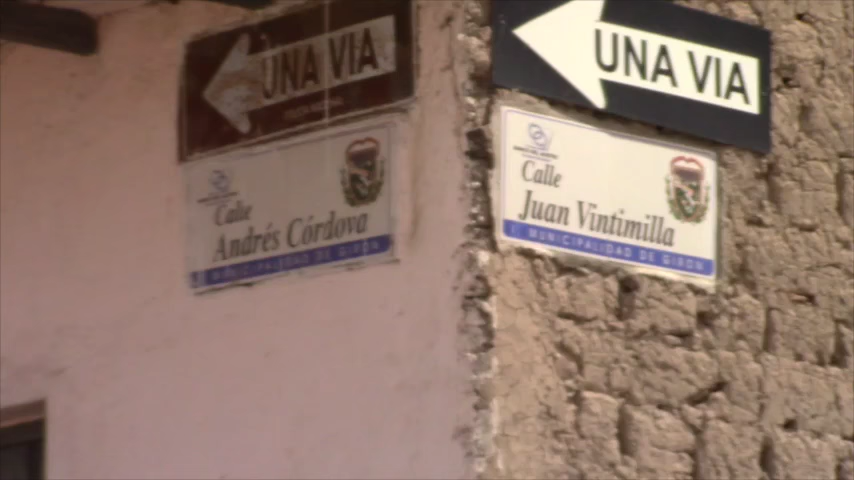 UNA VIA
Calle
Andrés Córdova
MUNICIPALIDAD DE GIRON
UNA VIA
Calle
Juan Vintimilla
I. MUNICIPALIDAD DE GIRON